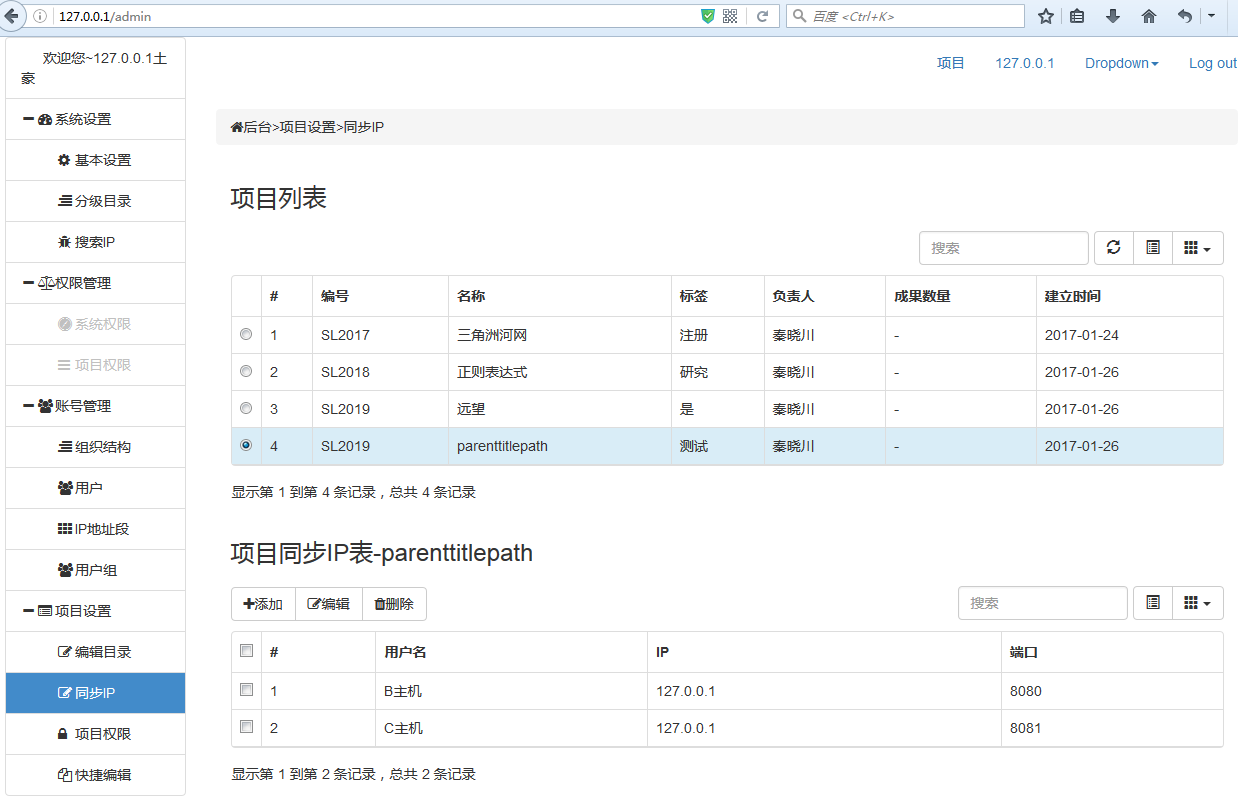 127.0.0.1/admin
百度 <Ctrl+K>
欢迎您~127.0.0.1土
豪
系统设置
基本设置
分级目录
搜索IP
权限管理
系统权限
项目权限
账号管理
组织结构
用户
IP地址段
用户组
项目设置
编辑目录
同步IP
项目权限
快捷编辑
项目 127.0.0.1 Dropdown Log out
后台>项目设置>同步IP
项目列表
搜索
# 编号 名称 标签 负责人 成果数量 建立时间
1 SL2017 三角洲河网 注册 秦晓川 - 2017-01-24
2 SL2018 正则表达式 研究 秦晓川 - 2017-01-26
3 SL2019 远望 是 秦晓川 - 2017-01-26
4 SL2019 parenttitlepath 测试 秦晓川 - 2017-01-26
显示第 1 到第 4 条记录，总共 4 条记录
项目同步IP表-parenttitlepath
添加 编辑 删除 搜索
# 用户名 IP 端口
1 B主机 127.0.0.1 8080
2 C主机 127.0.0.1 8081
显示第 1 到第 2 条记录，总共 2 条记录